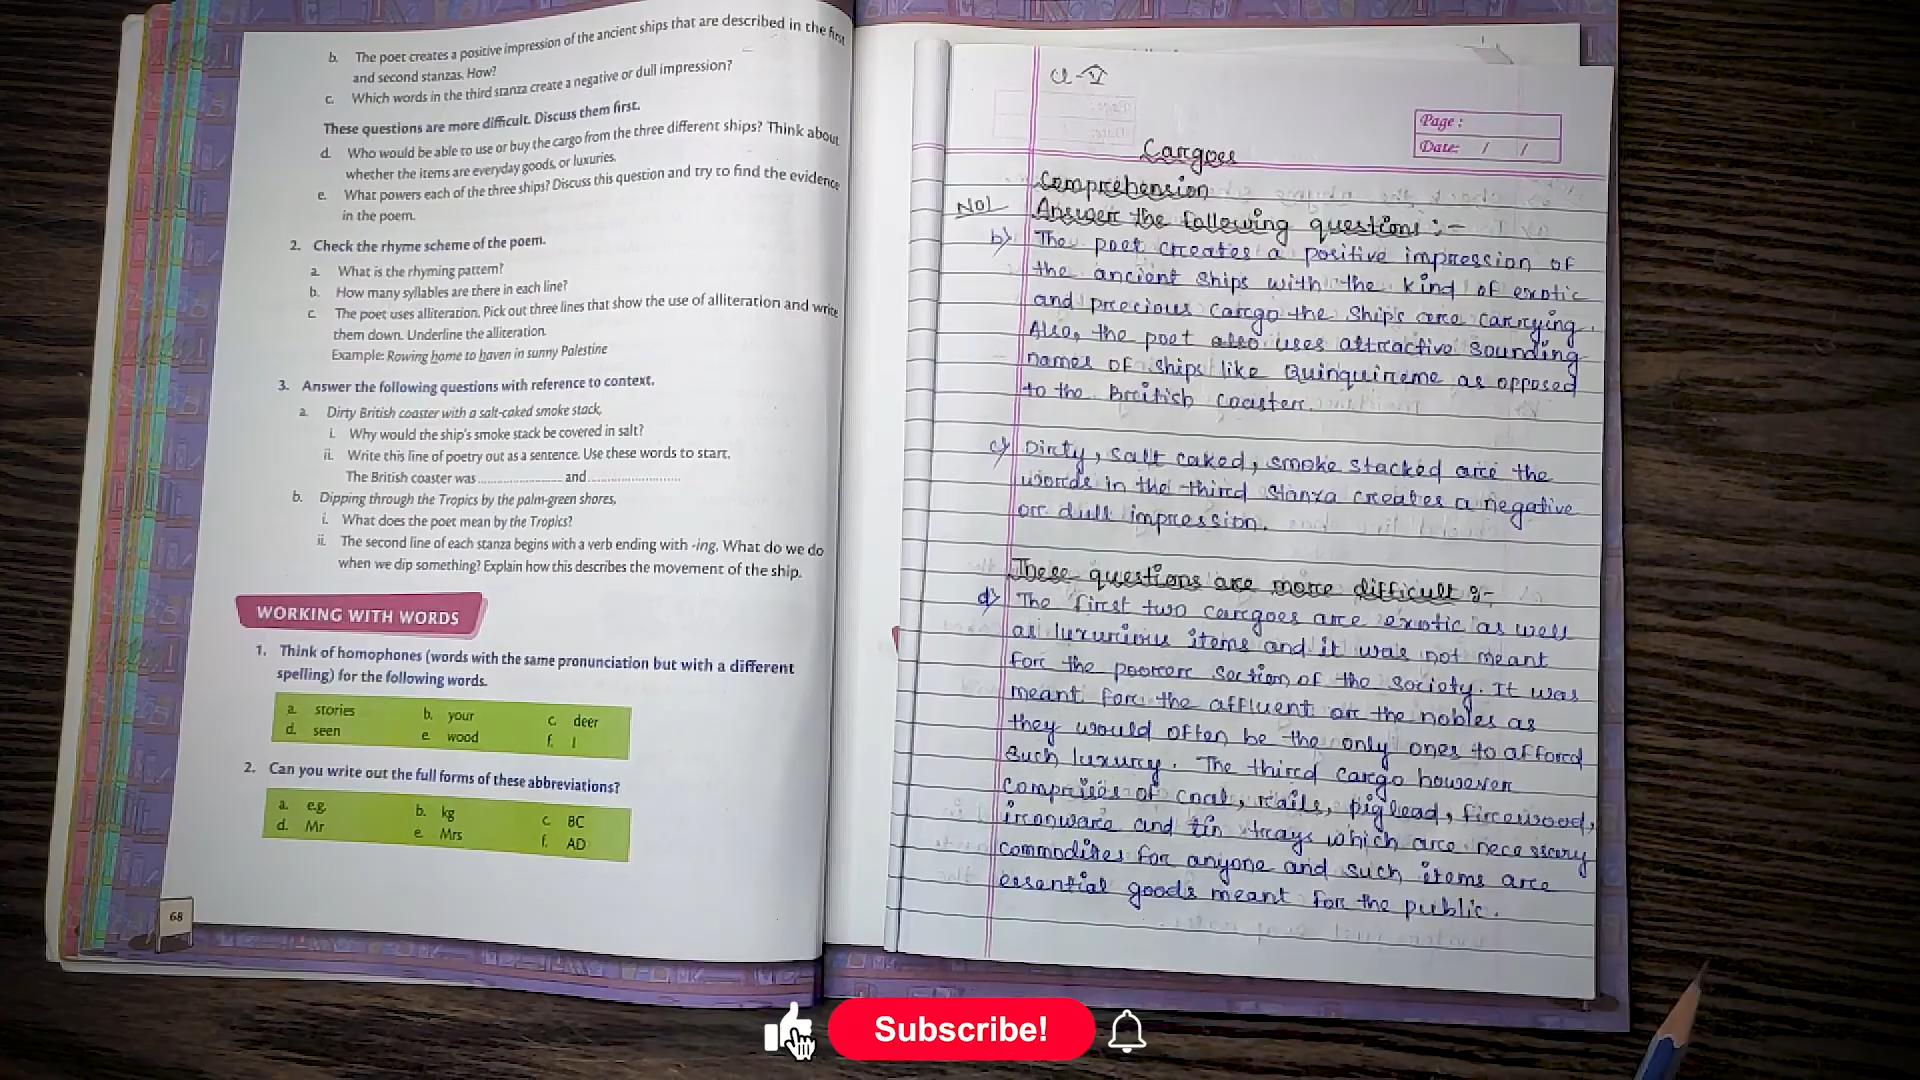 b. The poet creates a positive impression of the ancient ships that are described in the first
and second stanzas. How?
c. Which words in the third stanza create a negative or dull impression?
These questions are more difficult. Discuss them first.
d. Who would be able to use or buy the cargo from the three different ships? Think about
whether the items are everyday goods, or luxuries.
e. What powers each of the three ships? Discuss this question and try to find the evidence
in the poem.
2. Check the rhyme scheme of the poem.
a. What is the rhyming pattern?
b. How many syllables are there in each line?
c. The poet uses alliteration. Pick out three lines that show the use of alliteration and write
them down. Underline the alliteration.
Example: Rowing home to haven in sunny Palestine
3. Answer the following questions with reference to context.
a. Dirty British coaster with a salt-caked smoke stack,
i. Why would the ship's smoke stack be covered in salt?
ii. Write this line of poetry out as a sentence. Use these words to start.
The British coaster was ........................ and ........................
b. Dipping through the Tropics by the palm-green shores,
i. What does the poet mean by the Tropics?
ii. The second line of each stanza begins with a verb ending with -ing. What do we do
when we dip something? Explain how this describes the movement of the ship.
WORKING WITH WORDS
1. Think of homophones (words with the same pronunciation but with a different
spelling) for the following words.
a. stories b. your c. deer
d. seen e. wood f. I
2. Can you write out the full forms of these abbreviations?
a. e.g. b. kg c. BC
d. Mr e. Mrs f. AD
68
Cl-V
Page:
Date: / /
Cargoes
Comprehension
No1 Answer the following questions :-
b) The poet creates a positive impression of
the ancient ships with the kind of exotic
and precious cargo the ships are carrying.
Also, the poet also uses attractive sounding
names of ships like Quinquireme as opposed
to the British coaster.
c) Dirty, salt caked, smoke stacked are the
words in the third stanza creates a negative
or dull impression.
These questions are more difficult :-
d) The first two cargoes are exotic as well
as luxurious items and it was not meant
for the poorer section of the society. It was
meant for the affluent or the nobles as
they would often be the only ones to afford
such luxury. The third cargo however
comprises of coal, rails, pig lead, firewood,
ironware and tin trays which are necessary
commodites for anyone and such items are
essential goods meant for the public.
Subscribe!